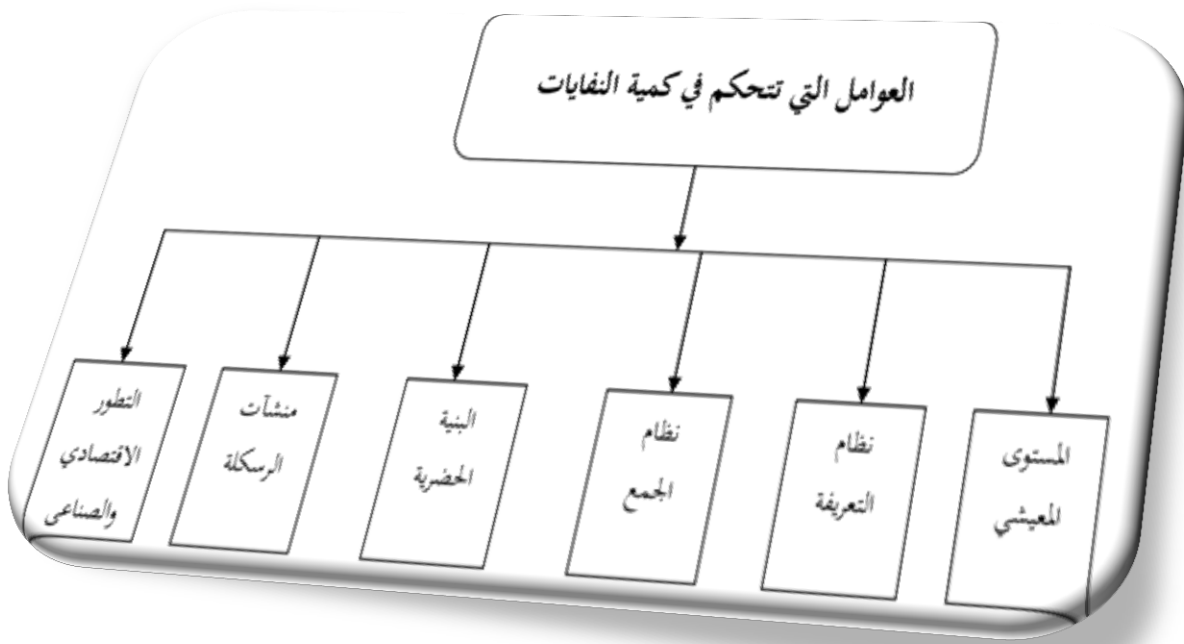 العوامل التي تتحكم في كمية النفايات
المستوى
المعيشي
نظام
التعريفة
نظام
الجمع
البنية
الحضرية
منشآت
الرسكلة
التطور
الاقتصادي
والصناعي